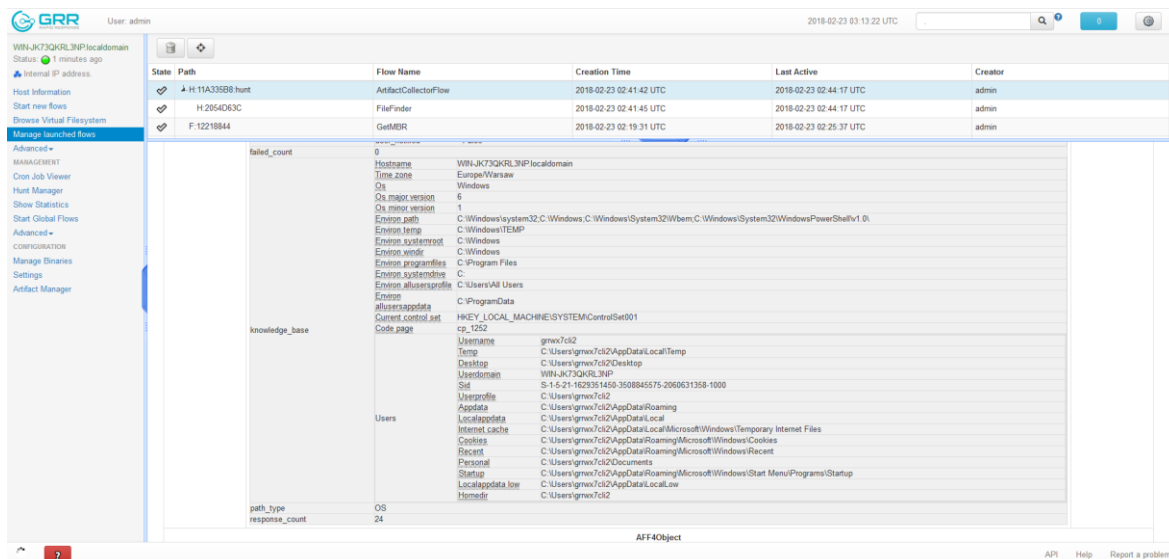 GRR
User: admin
2018-02-23 03:13:22 UTC
0
WIN-JK73QKRL3NP.localdomain
Status: 1 minutes ago
Internal IP address.
Host Information
Start new flows
Browse Virtual Filesystem
Manage launched flows
Advanced
MANAGEMENT
Cron Job Viewer
Hunt Manager
Show Statistics
Start Global Flows
Advanced
CONFIGURATION
Manage Binaries
Settings
Artifact Manager
State Path Flow Name Creation Time Last Active Creator
H:11A335B8:hunt ArtifactCollectorFlow 2018-02-23 02:41:42 UTC 2018-02-23 02:44:17 UTC admin
H:2054D63C FileFinder 2018-02-23 02:41:45 UTC 2018-02-23 02:44:17 UTC admin
F:12218844 GetMBR 2018-02-23 02:19:31 UTC 2018-02-23 02:25:37 UTC admin
failed_count 0
knowledge_base
Hostname WIN-JK73QKRL3NP.localdomain
Time zone Europe/Warsaw
Os Windows
Os major version 6
Os minor version 1
Environ path C:\Windows\system32;C:\Windows;C:\Windows\System32\Wbem;C:\Windows\System32\WindowsPowerShell\v1.0\
Environ temp C:\Windows\TEMP
Environ systemroot C:\Windows
Environ windir C:\Windows
Environ programfiles C:\Program Files
Environ systemdrive C:
Environ allusersprofile C:\Users\All Users
Environ allusersappdata C:\ProgramData
Current control set HKEY_LOCAL_MACHINE\SYSTEM\ControlSet001
Code page cp_1252
Users
Username grrwx7cli2
Temp C:\Users\grrwx7cli2\AppData\Local\Temp
Desktop C:\Users\grrwx7cli2\Desktop
Userdomain WIN-JK73QKRL3NP
Sid S-1-5-21-1629351450-3508845575-2060631358-1000
Userprofile C:\Users\grrwx7cli2
Appdata C:\Users\grrwx7cli2\AppData\Roaming
Localappdata C:\Users\grrwx7cli2\AppData\Local
Internet cache C:\Users\grrwx7cli2\AppData\Local\Microsoft\Windows\Temporary Internet Files
Cookies C:\Users\grrwx7cli2\AppData\Roaming\Microsoft\Windows\Cookies
Recent C:\Users\grrwx7cli2\AppData\Roaming\Microsoft\Windows\Recent
Personal C:\Users\grrwx7cli2\Documents
Startup C:\Users\grrwx7cli2\AppData\Roaming\Microsoft\Windows\Start Menu\Programs\Startup
Localappdata low C:\Users\grrwx7cli2\AppData\LocalLow
Homedir C:\Users\grrwx7cli2
path_type OS
response_count 24
AFF4Object
?
API Help Report a problem